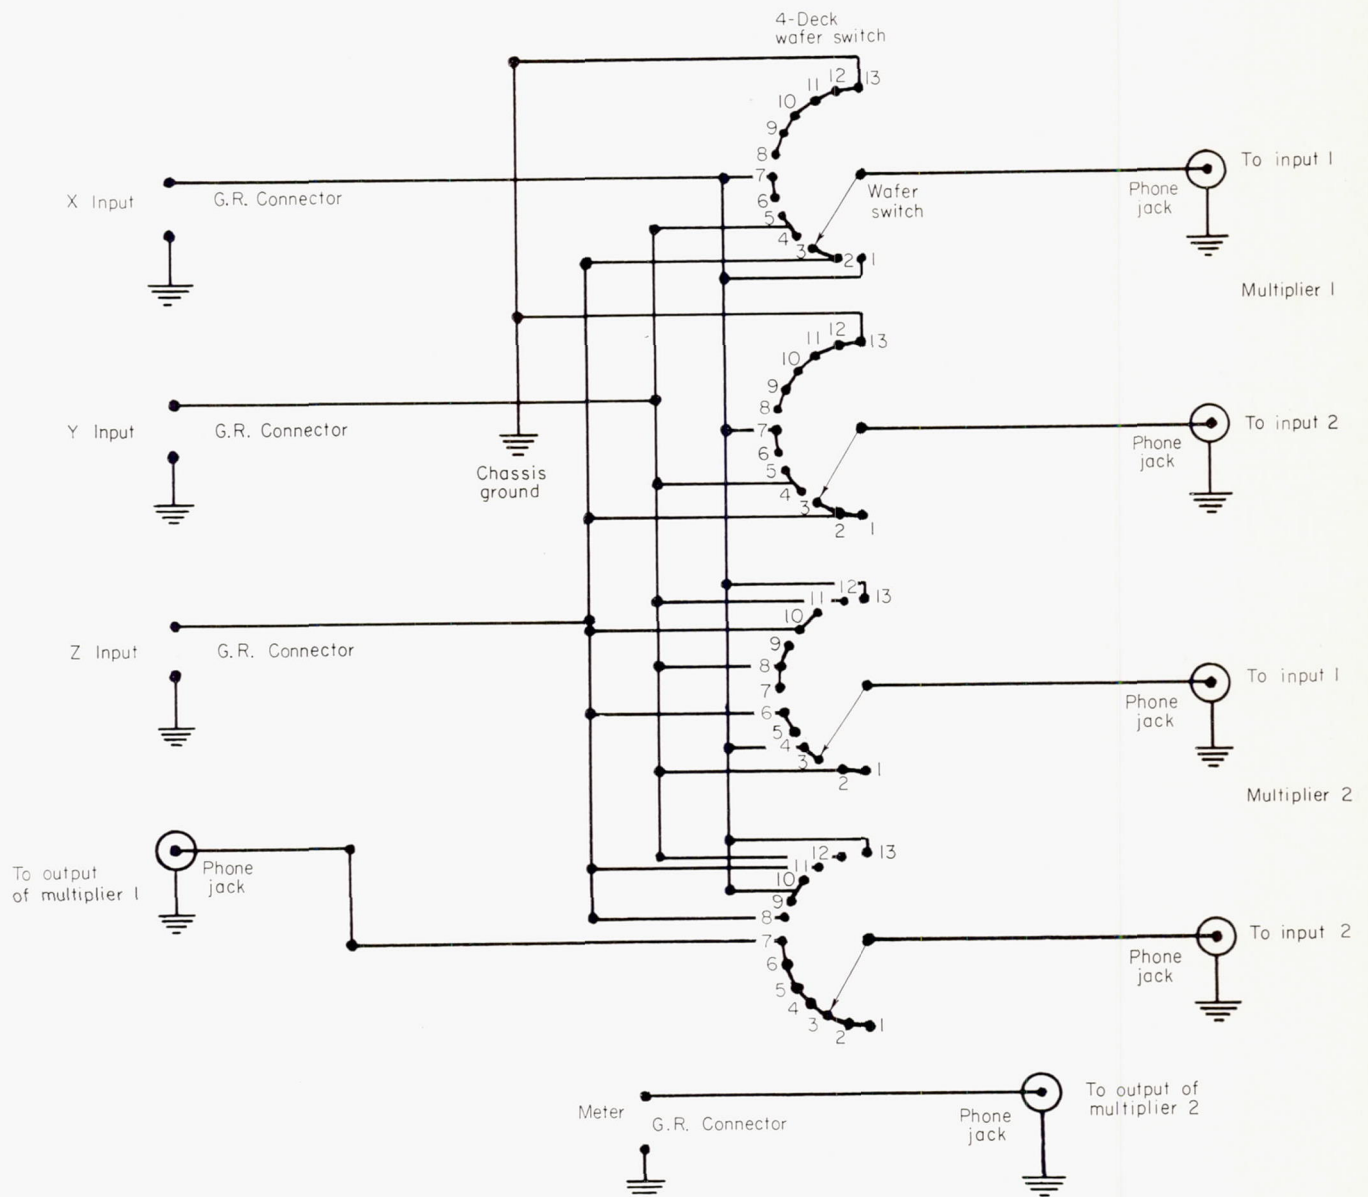 4-Deck
wafer switch
13
12
11
10
9
8
7
6
5
4
3
2
1
X Input
G.R. Connector
Wafer
switch
Phone
jack
To input 1
Multiplier 1
13
12
11
10
9
8
7
6
5
4
3
2
1
Y Input
G.R. Connector
Chassis
ground
Phone
jack
To input 2
13
12
11
10
9
8
7
6
5
4
3
2
1
Z Input
G.R. Connector
Phone
jack
To input 1
Multiplier 2
To output
of multiplier 1
Phone
jack
13
12
11
10
9
8
7
6
5
4
3
2
1
Phone
jack
To input 2
Meter
G.R. Connector
Phone
jack
To output of
multiplier 2